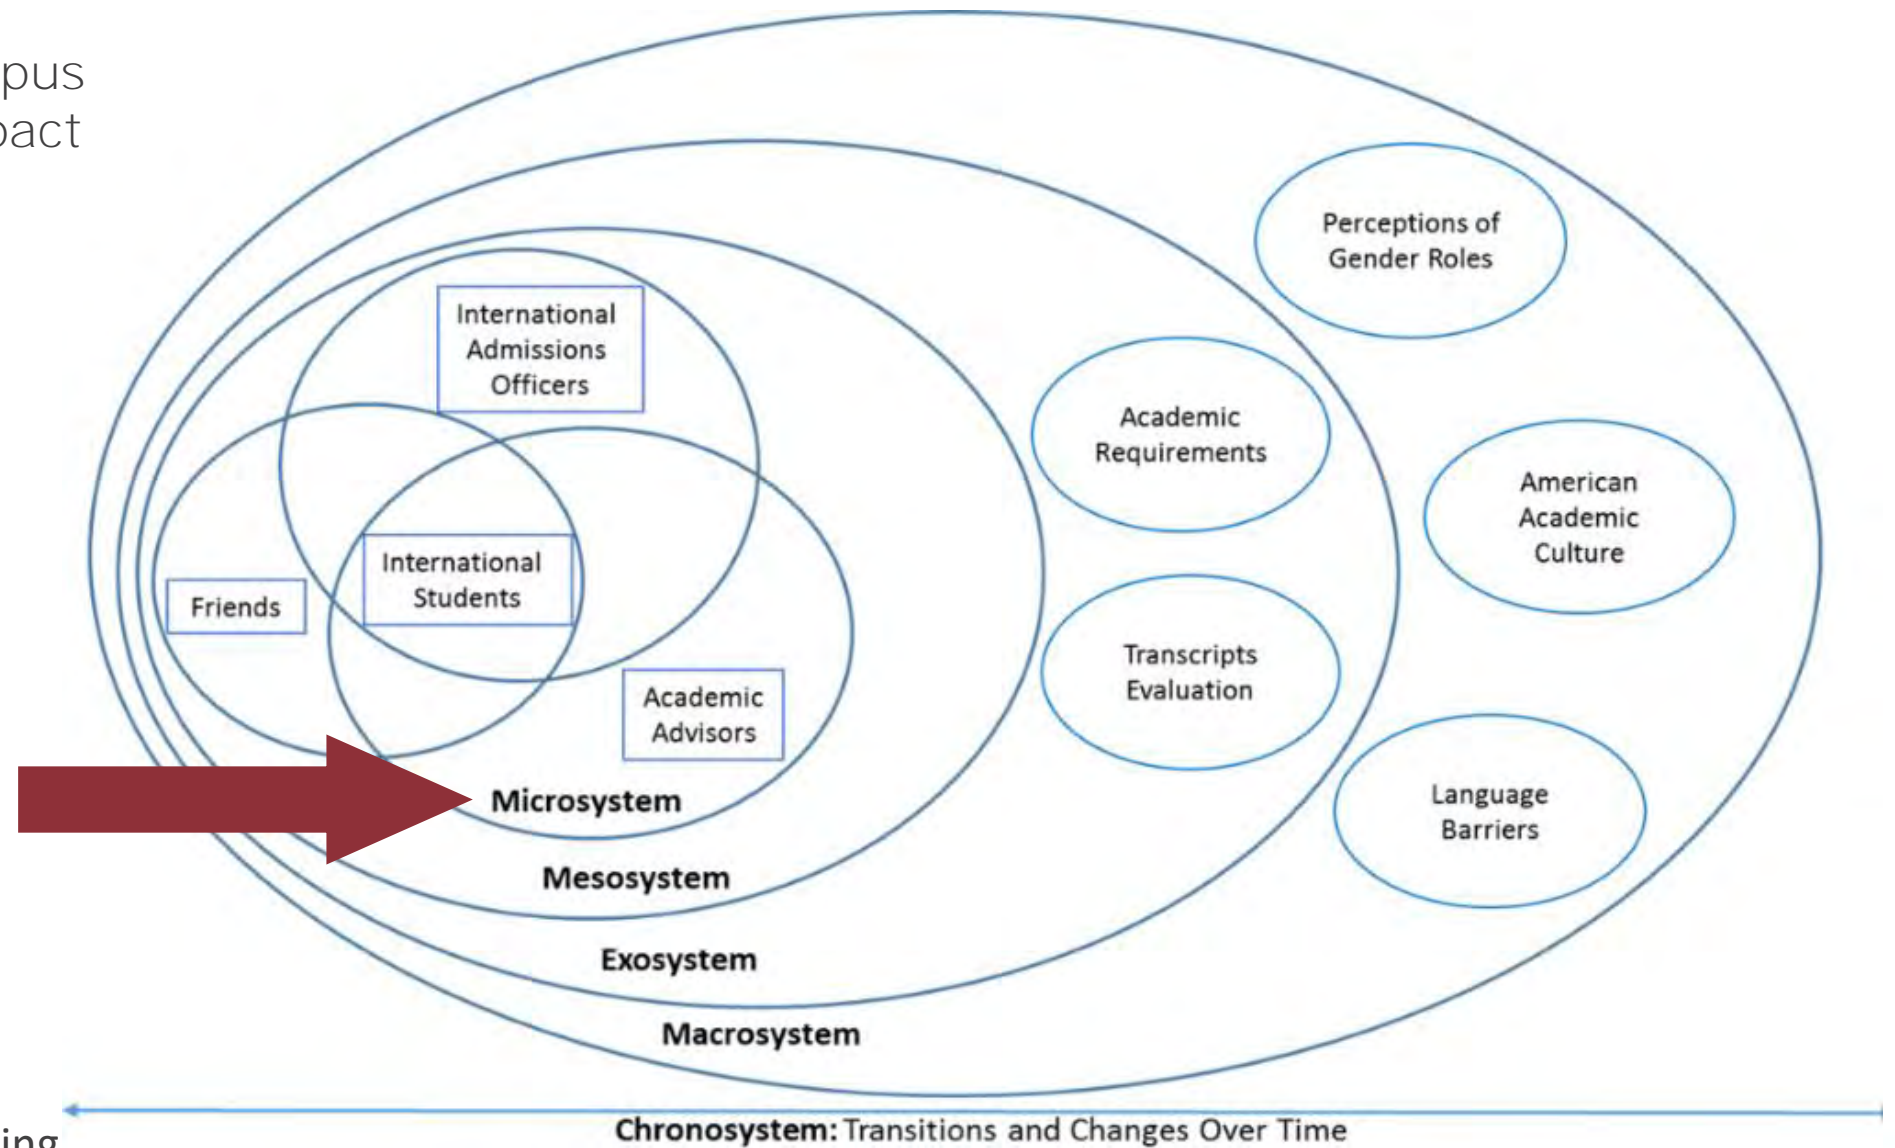 pus
pact
Perceptions of
Gender Roles
International
Admissions
Officers
Academic
Requirements
American
Academic
Culture
International
Students
Friends
Transcripts
Evaluation
Academic
Advisors
Language
Barriers
Microsystem
Mesosystem
Exosystem
Macrosystem
Chronosystem: Transitions and Changes Over Time
ing